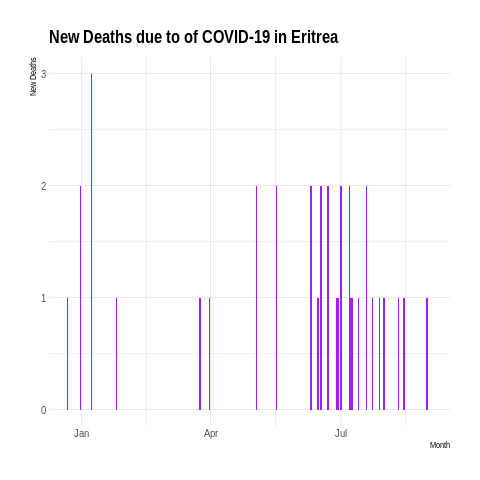 New Deaths due to of COVID-19 in Eritrea
New Deaths
3
2
1
0
Jan Apr Jul
Month